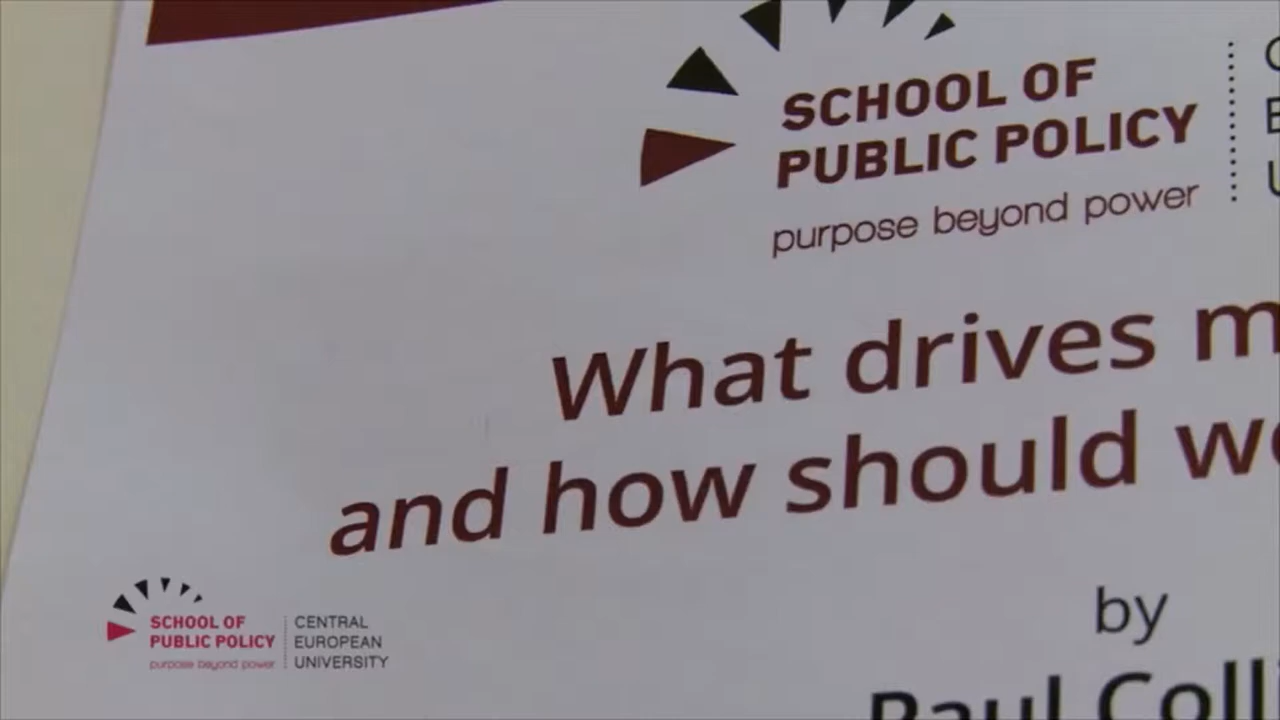 SCHOOL OF
PUBLIC POLICY
purpose beyond power
What drives
and how should
by
Paul
SCHOOL OF
PUBLIC POLICY
purpose beyond power
CENTRAL
EUROPEAN
UNIVERSITY